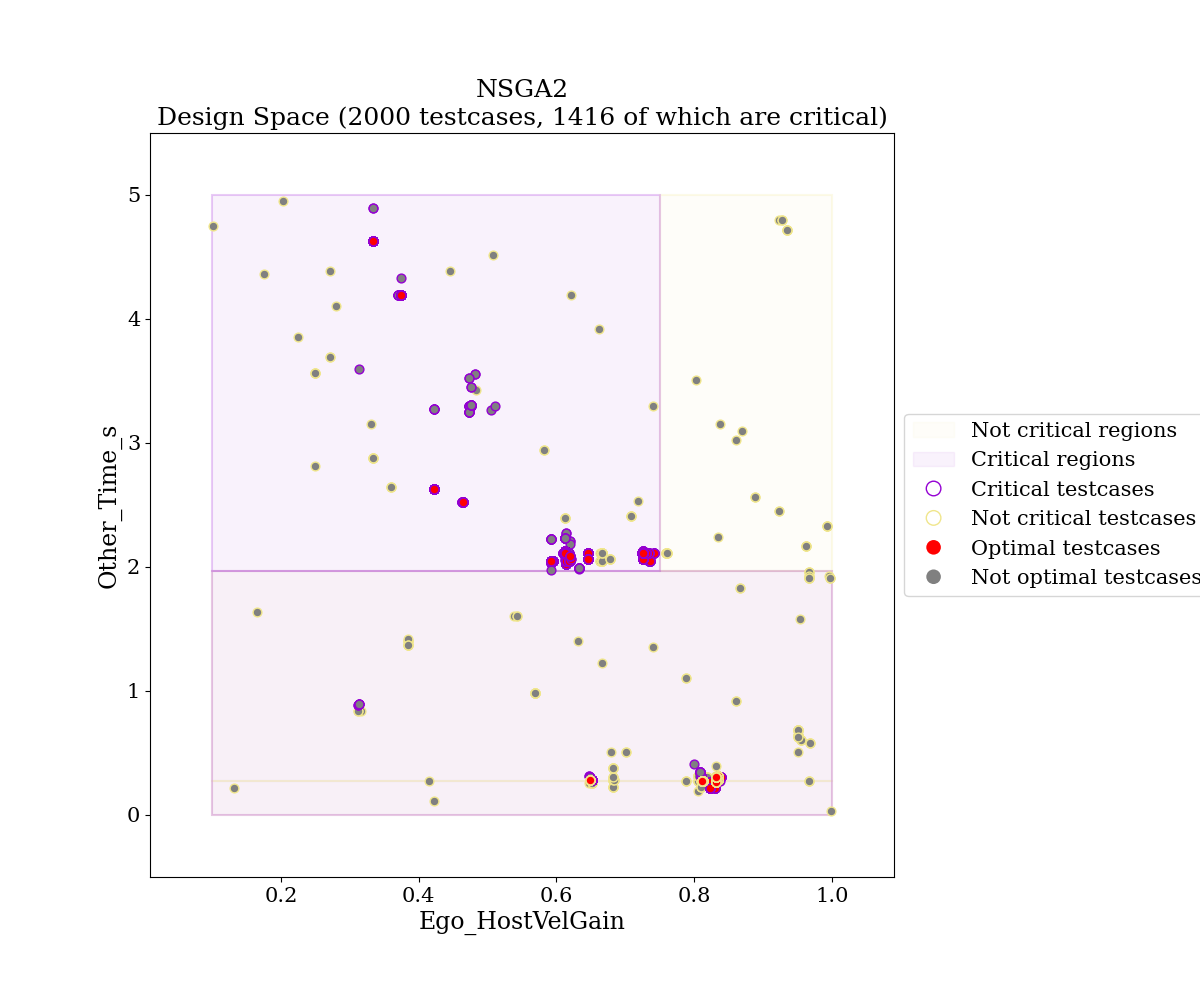 NSGA2
Design Space (2000 testcases, 1416 of which are critical)
5
4
3
2
1
0
Other_Time_s
0.2
0.4
0.6
0.8
1.0
Ego_HostVelGain
Not critical regions
Critical regions
Critical testcases
Not critical testcases
Optimal testcases
Not optimal testcases